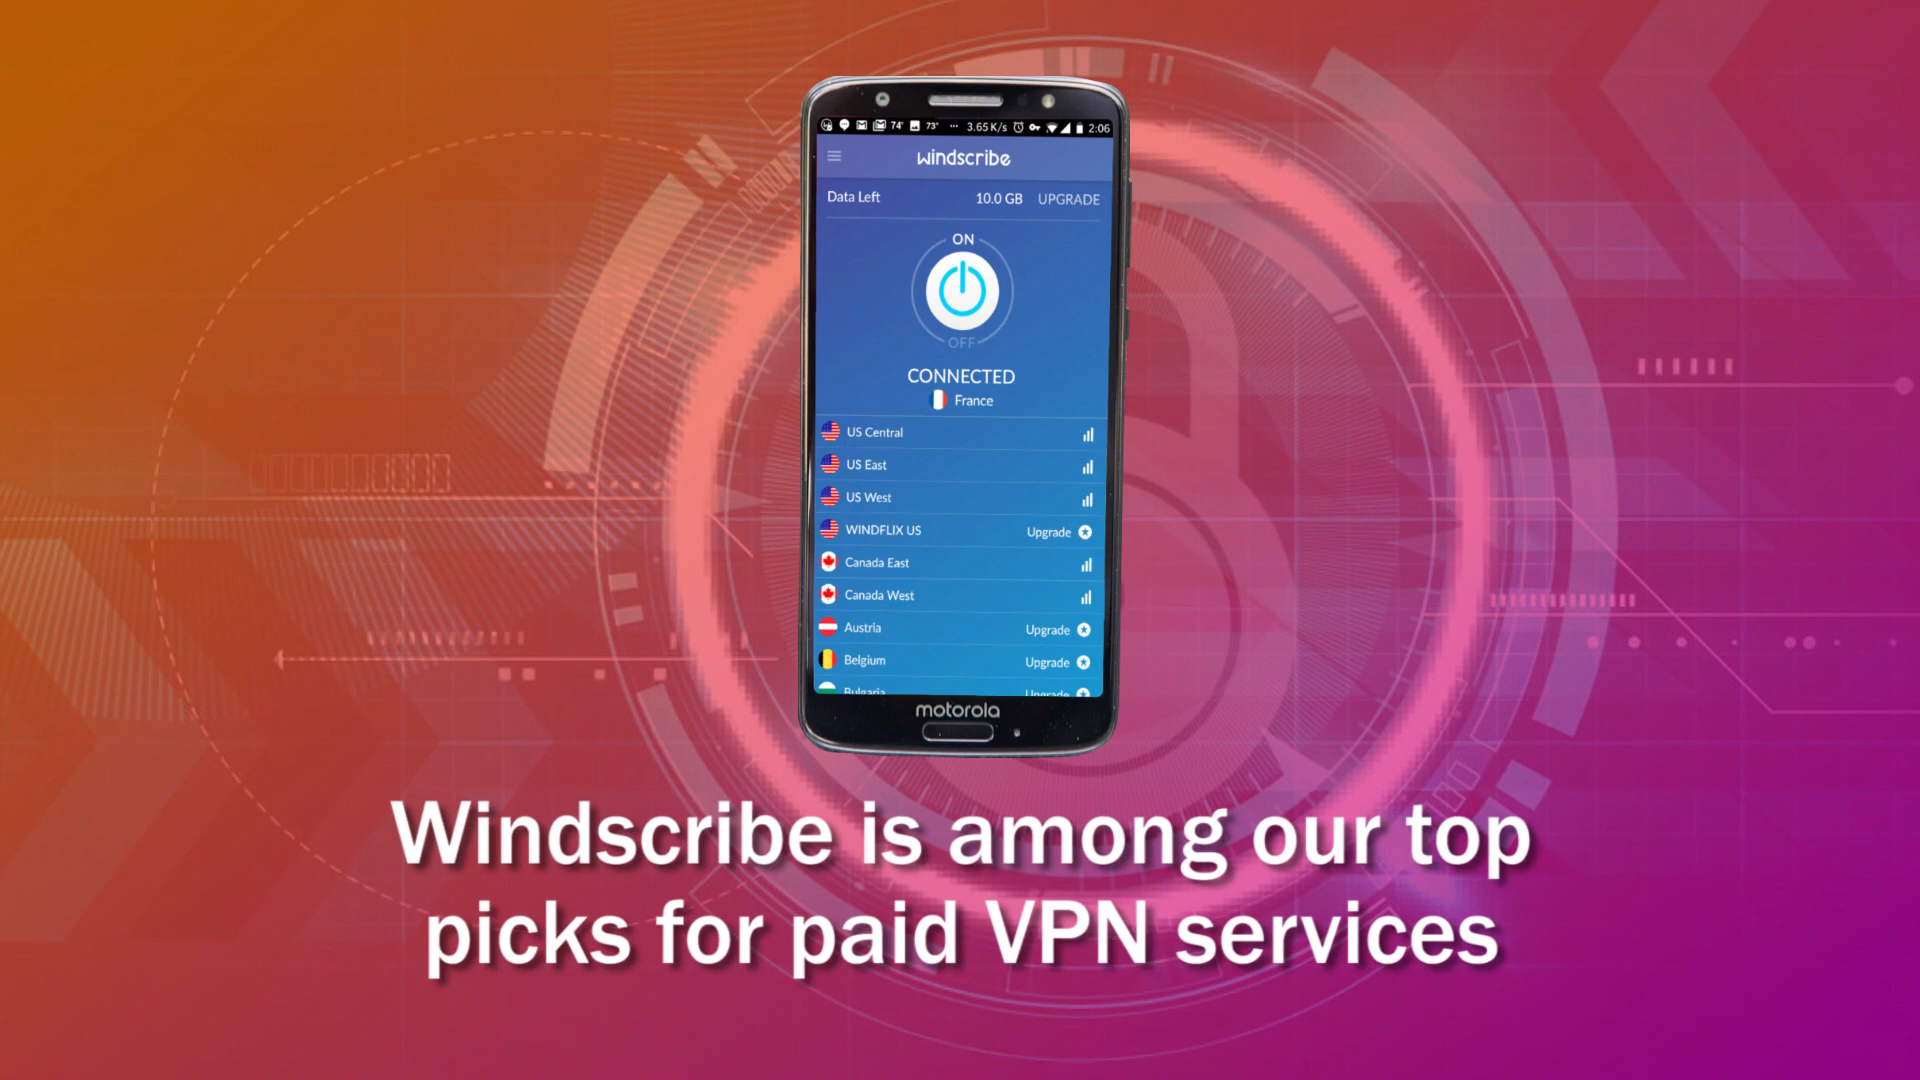 74° 73° ··· 3.65 K/s 2:06
windscribe
Data Left 10.0 GB UPGRADE
ON
OFF
CONNECTED
France
US Central
US East
US West
WINDFLIX US Upgrade
Canada East
Canada West
Austria Upgrade
Belgium Upgrade
Bulgaria Upgrade
motorola
Windscribe is among our top
picks for paid VPN services